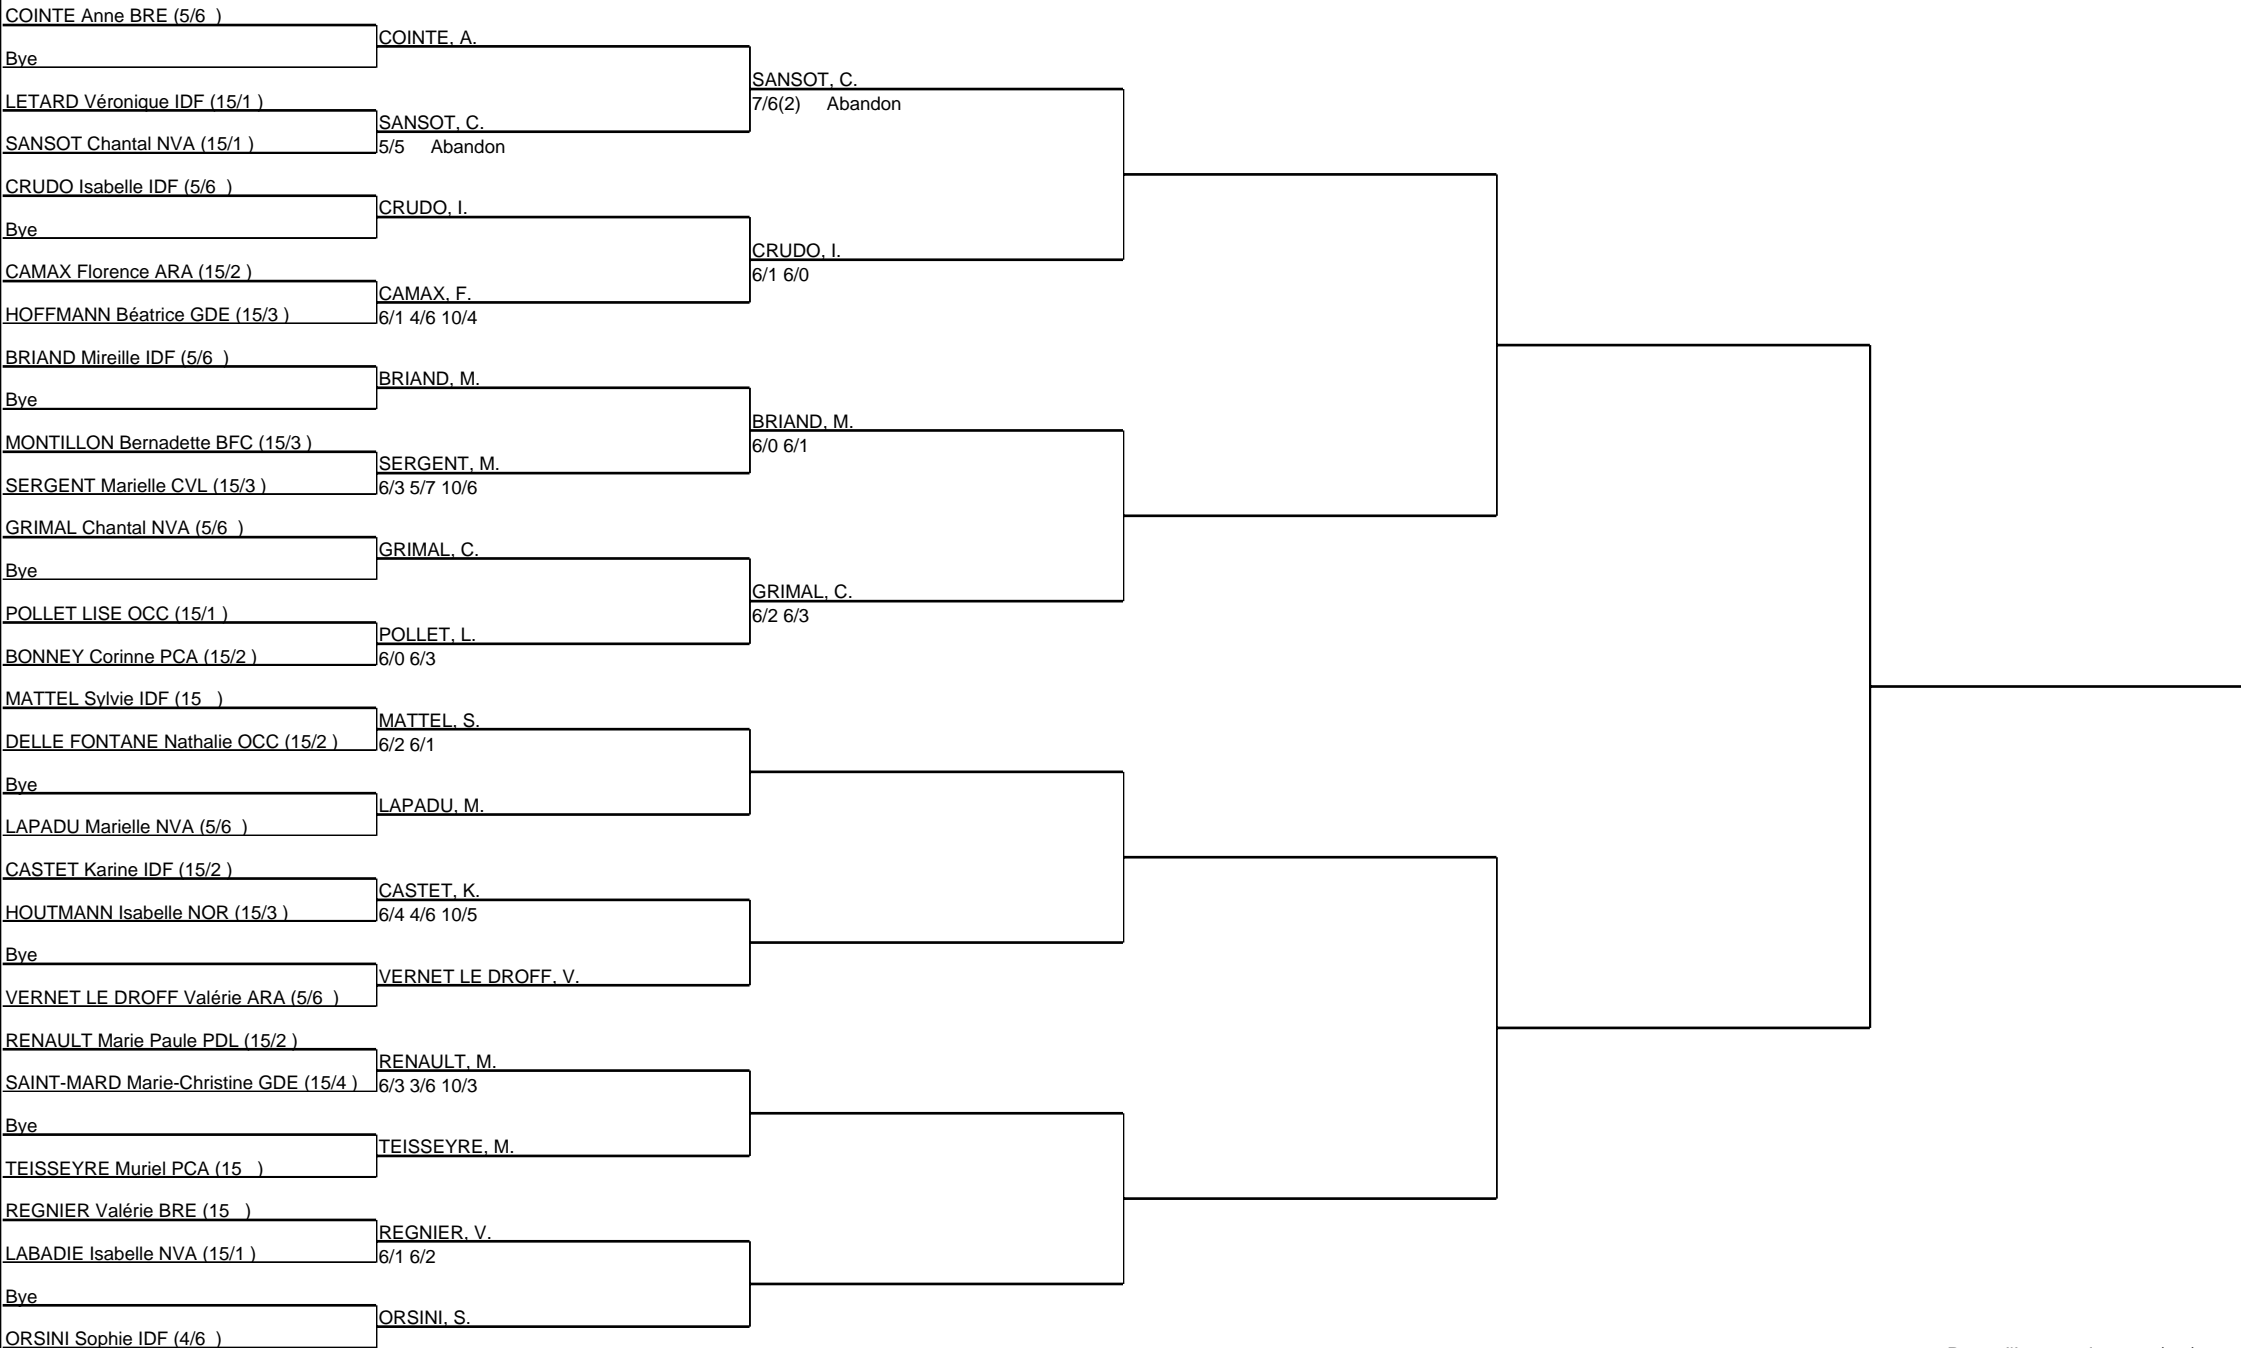 COINTE Anne BRE (5/6 )
Bye
LETARD Véronique IDF (15/1 )
SANSOT Chantal NVA (15/1 )
CRUDO Isabelle IDF (5/6 )
Bye
CAMAX Florence ARA (15/2 )
HOFFMANN Béatrice GDE (15/3 )
BRIAND Mireille IDF (5/6 )
Bye
MONTILLON Bernadette BFC (15/3 )
SERGENT Marielle CVL (15/3 )
GRIMAL Chantal NVA (5/6 )
Bye
POLLET LISE OCC (15/1 )
BONNEY Corinne PCA (15/2 )
MATTEL Sylvie IDF (15 )
DELLE FONTANE Nathalie OCC (15/2 )
Bye
LAPADU Marielle NVA (5/6 )
CASTET Karine IDF (15/2 )
HOUTMANN Isabelle NOR (15/3 )
Bye
VERNET LE DROFF Valérie ARA (5/6 )
RENAULT Marie Paule PDL (15/2 )
SAINT-MARD Marie-Christine GDE (15/4 )
Bye
TEISSEYRE Muriel PCA (15 )
REGNIER Valérie BRE (15 )
LABADIE Isabelle NVA (15/1 )
Bye
ORSINI Sophie IDF (4/6 )
COINTE, A.
SANSOT, C.
5/5 Abandon
CRUDO, I.
CAMAX, F.
6/1 4/6 10/4
BRIAND, M.
SERGENT, M.
6/3 5/7 10/6
GRIMAL, C.
POLLET, L.
6/0 6/3
MATTEL, S.
6/2 6/1
LAPADU, M.
CASTET, K.
6/4 4/6 10/5
VERNET LE DROFF, V.
RENAULT, M.
6/3 3/6 10/3
TEISSEYRE, M.
REGNIER, V.
6/1 6/2
ORSINI, S.
SANSOT, C.
7/6(2) Abandon
CRUDO, I.
6/1 6/0
BRIAND, M.
6/0 6/1
GRIMAL, C.
6/2 6/3